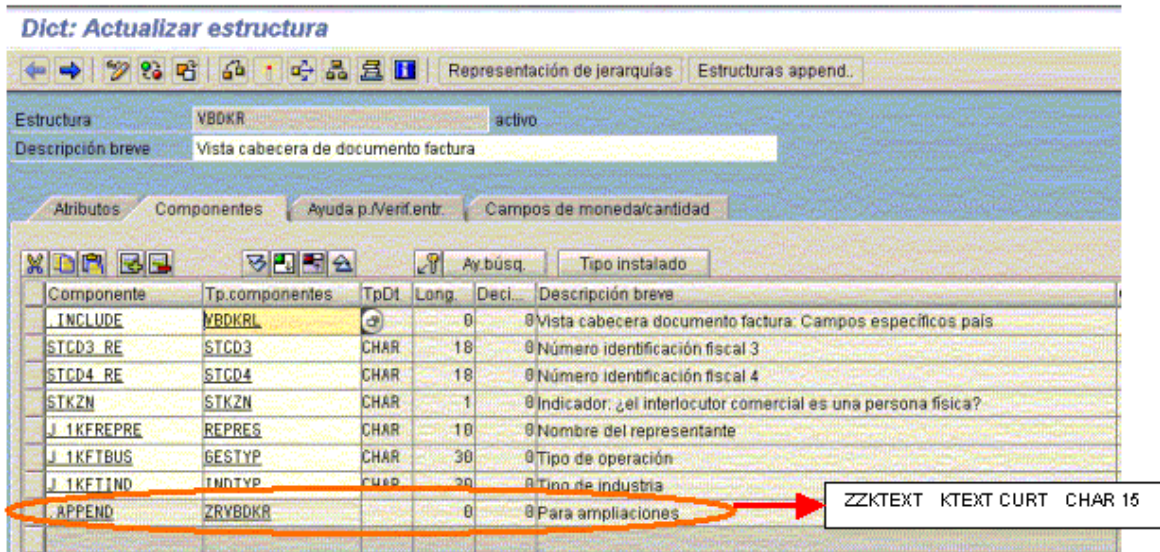 Dict: Actualizar estructura
Representación de jerarquías Estructuras append..
Estructura VBDKR activo
Descripción breve Vista cabecera de documento factura
Atributos Componentes Ayuda p./Verif.entr. Campos de moneda/cantidad
Ay.búsq. Tipo instalado
Componente Tp.componentes TpDt Long. Deci... Descripción breve
.INCLUDE VBDKRL 0 0 Vista cabecera documento factura: Campos específicos país
STCD3_RE STCD3 CHAR 18 0 Número identificación fiscal 3
STCD4_RE STCD4 CHAR 18 0 Número identificación fiscal 4
STKZN STKZN CHAR 1 0 Indicador: ¿el interlocutor comercial es una persona física?
J_1KFREPRE REPRES CHAR 10 0 Nombre del representante
J_1KFTBUS GESTYP CHAR 30 0 Tipo de operación
J_1KFTIND INDTYP CHAR 30 0 Tipo de industria
.APPEND ZRVBDKR 0 0 Para ampliaciones
ZZKTEXT KTEXT CURT CHAR 15